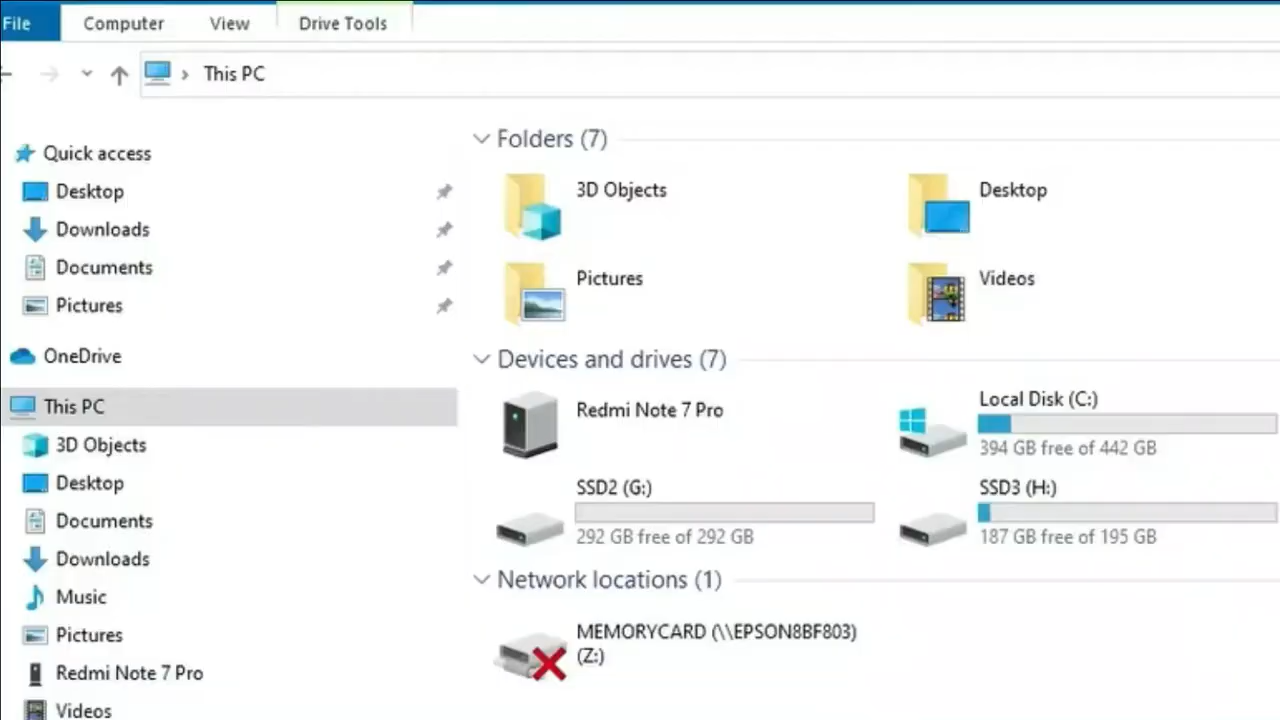 File Computer View Drive Tools
This PC
Quick access
Desktop
Downloads
Documents
Pictures
OneDrive
This PC
3D Objects
Desktop
Documents
Downloads
Music
Pictures
Redmi Note 7 Pro
Videos
Folders (7)
3D Objects
Desktop
Pictures
Videos
Devices and drives (7)
Redmi Note 7 Pro
Local Disk (C:)
394 GB free of 442 GB
SSD2 (G:)
292 GB free of 292 GB
SSD3 (H:)
187 GB free of 195 GB
Network locations (1)
MEMORYCARD (\\EPSON8BF803)
(Z:)